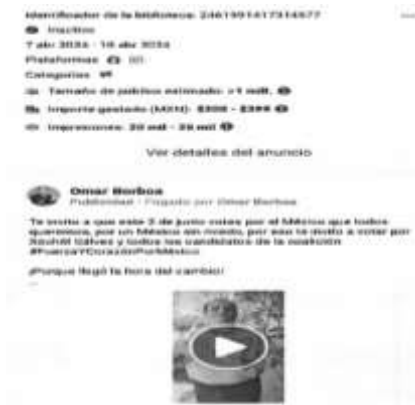 Identificador de la biblioteca: 2461991417314577
Inactivo
7 abr 2024 - 10 abr 2024
Plataformas
Categorías
Tamaño de público estimado: >1 mill.
Importe gastado (MXN): $300 - $399
Impresiones: 20 mil - 25 mil
Ver detalles del anuncio
Omar Borboa
Publicidad · Pagado por Omar Borboa
Te invito a que este 2 de junio votes por el México que todos
queremos, por un México sin miedo, por eso te invito a votar por
Xóchitl Gálvez y todos los candidatos de la coalición
#FuerzaYCorazónPorMéxico
¡Porque llegó la hora del cambio!
...